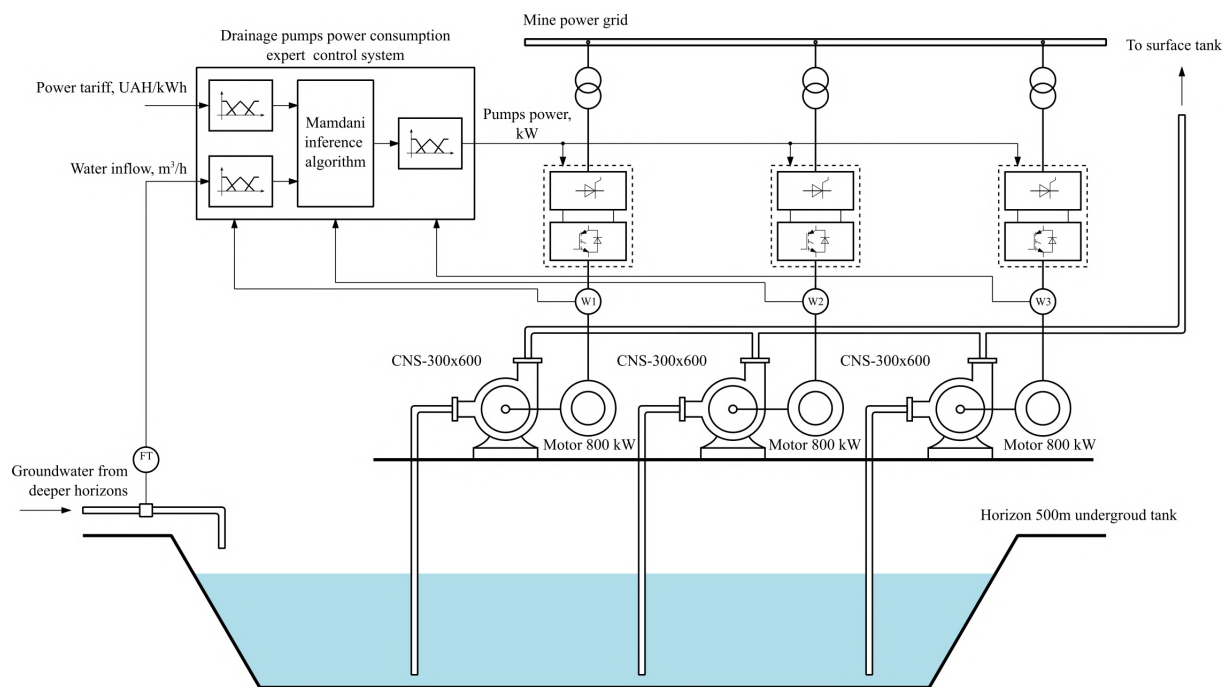 Mine power grid
Drainage pumps power consumption
expert control system
To surface tank
Power tariff, UAH/kWh
Mamdani
inference
algorithm
Pumps power,
kW
Water inflow, m³/h
W1
W2
W3
CNS-300x600
CNS-300x600
CNS-300x600
Motor 800 kW
Motor 800 kW
Motor 800 kW
FT
Groundwater from
deeper horizons
Horizon 500m undergroud tank